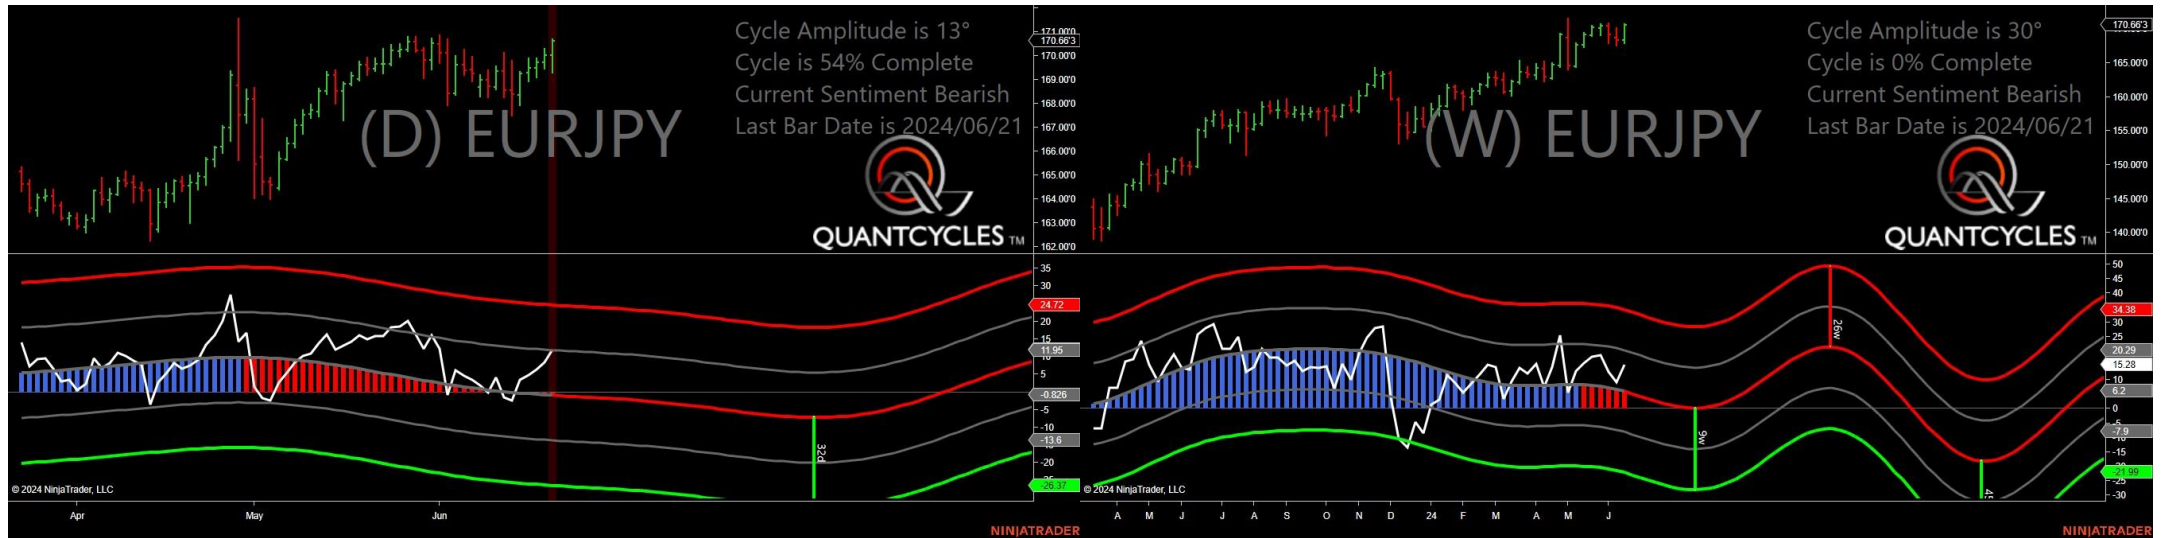 Cycle Amplitude is 13°
Cycle is 54% Complete
Current Sentiment Bearish
Last Bar Date is 2024/06/21
(D) EURJPY
QUANTCYCLES TM
171.00'0
170.66'3
170.00'0
169.00'0
168.00'0
167.00'0
166.00'0
165.00'0
164.00'0
163.00'0
162.00'0
35
30
24.72
20
15
11.95
5
-0.826
-5
-10
-13.6
-20
-26.37
32d
© 2024 NinjaTrader, LLC
Apr
May
Jun
NINJATRADER
Cycle Amplitude is 30°
Cycle is 0% Complete
Current Sentiment Bearish
Last Bar Date is 2024/06/21
(W) EURJPY
QUANTCYCLES TM
170.66'3
165.00'0
160.00'0
155.00'0
150.00'0
145.00'0
140.00'0
50
45
40
34.38
30
25
20.29
15.28
10
6.2
0
-7.9
-15
-21.99
-25
-30
26w
9w
© 2024 NinjaTrader, LLC
A M J J A S O N D 24 F M A M J
NINJATRADER